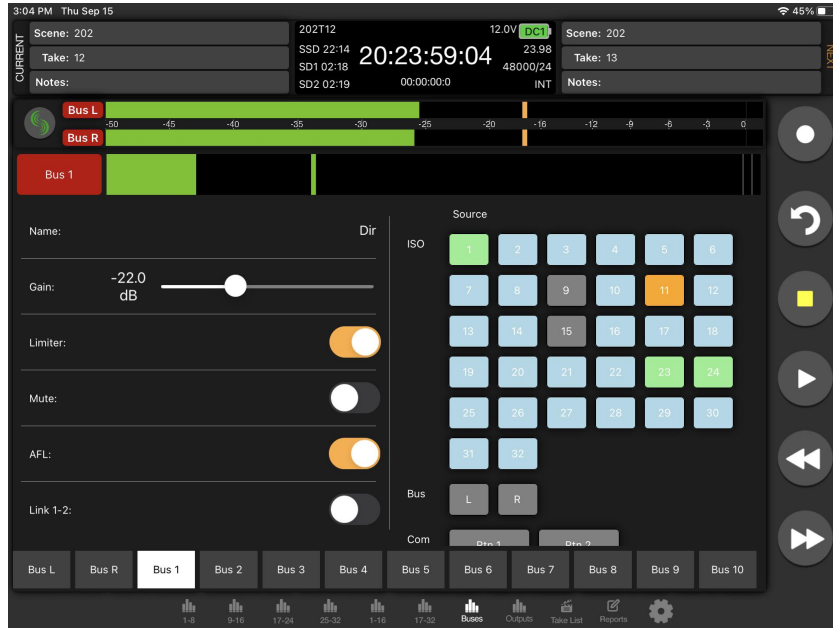 3:04 PM Thu Sep 15
45%
CURRENT
Scene: 202
Take: 12
Notes:
202T12
12.0V DC1
SSD 22:14
SD1 02:18
SD2 02:19
20:23:59:04
00:00:00:0
23.98
48000/24
INT
Scene: 202
Take: 13
Notes:
NEXT
Bus L
-50 -45 -40 -35 -30 -25 -20 -16 -12 -9 -6 -3 0
Bus R
Bus 1
Name: Dir
Gain: -22.0 dB
Limiter:
Mute:
AFL:
Link 1-2:
Source
ISO
1 2 3 4 5 6
7 8 9 10 11 12
13 14 15 16 17 18
19 20 21 22 23 24
25 26 27 28 29 30
31 32
Bus L R
Com Rtn 1 Rtn 2
Bus L Bus R Bus 1 Bus 2 Bus 3 Bus 4 Bus 5 Bus 6 Bus 7 Bus 8 Bus 9 Bus 10
1-8 9-16 17-24 25-32 1-16 17-32 Buses Outputs Take List Reports